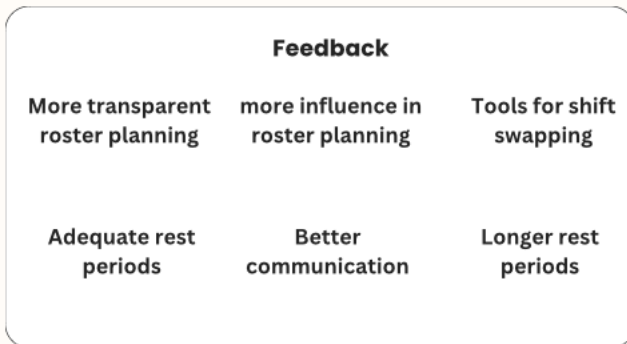 Feedback
More transparent
roster planning
more influence in
roster planning
Tools for shift
swapping
Adequate rest
periods
Better
communication
Longer rest
periods